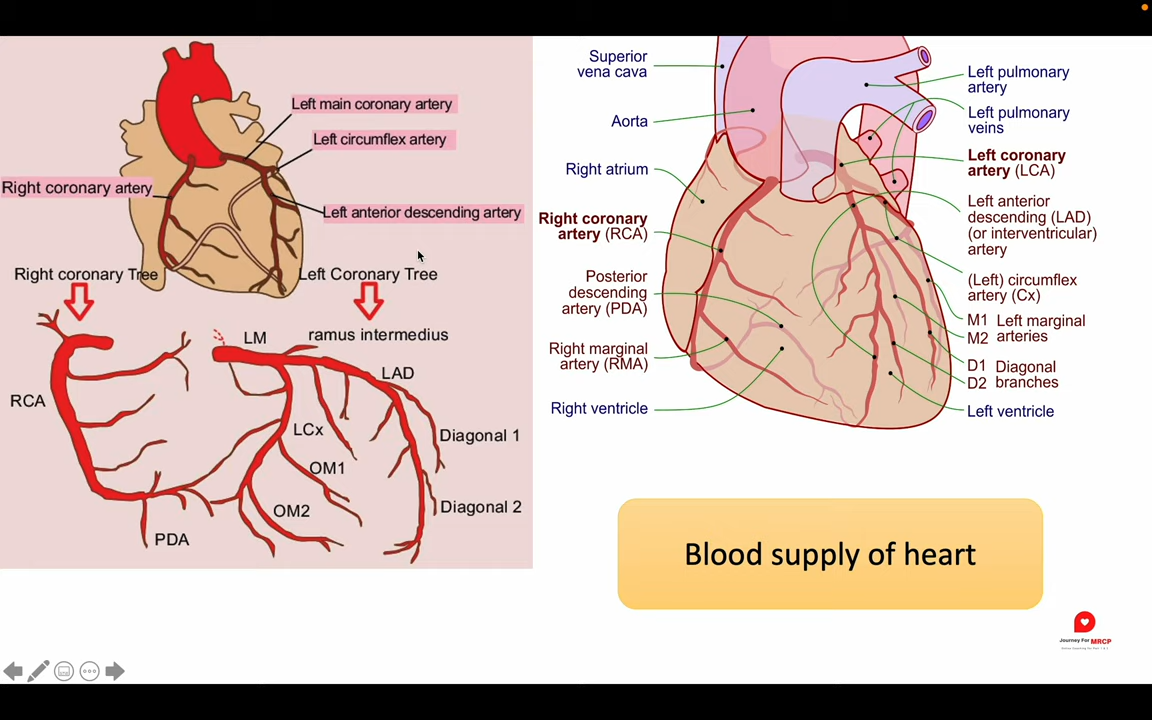 Left main coronary artery
Left circumflex artery
Right coronary artery
Left anterior descending artery
Right coronary Tree
Left Coronary Tree
LM
ramus intermedius
LAD
RCA
LCx
Diagonal 1
OM1
OM2
Diagonal 2
PDA
Superior
vena cava
Aorta
Right atrium
Right coronary
artery (RCA)
Posterior
descending
artery (PDA)
Right marginal
artery (RMA)
Right ventricle
Left pulmonary
artery
Left pulmonary
veins
Left coronary
artery (LCA)
Left anterior
descending (LAD)
(or interventricular)
artery
(Left) circumflex
artery (Cx)
M1 Left marginal
M2 arteries
D1 Diagonal
D2 branches
Left ventricle
Blood supply of heart
Journey For MRCP